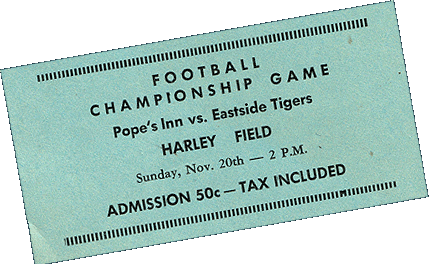 FOOTBALL
CHAMPIONSHIP GAME
Pope's Inn vs. Eastside Tigers
HARLEY FIELD
Sunday, Nov. 20th — 2 P.M.
ADMISSION 50c — TAX INCLUDED